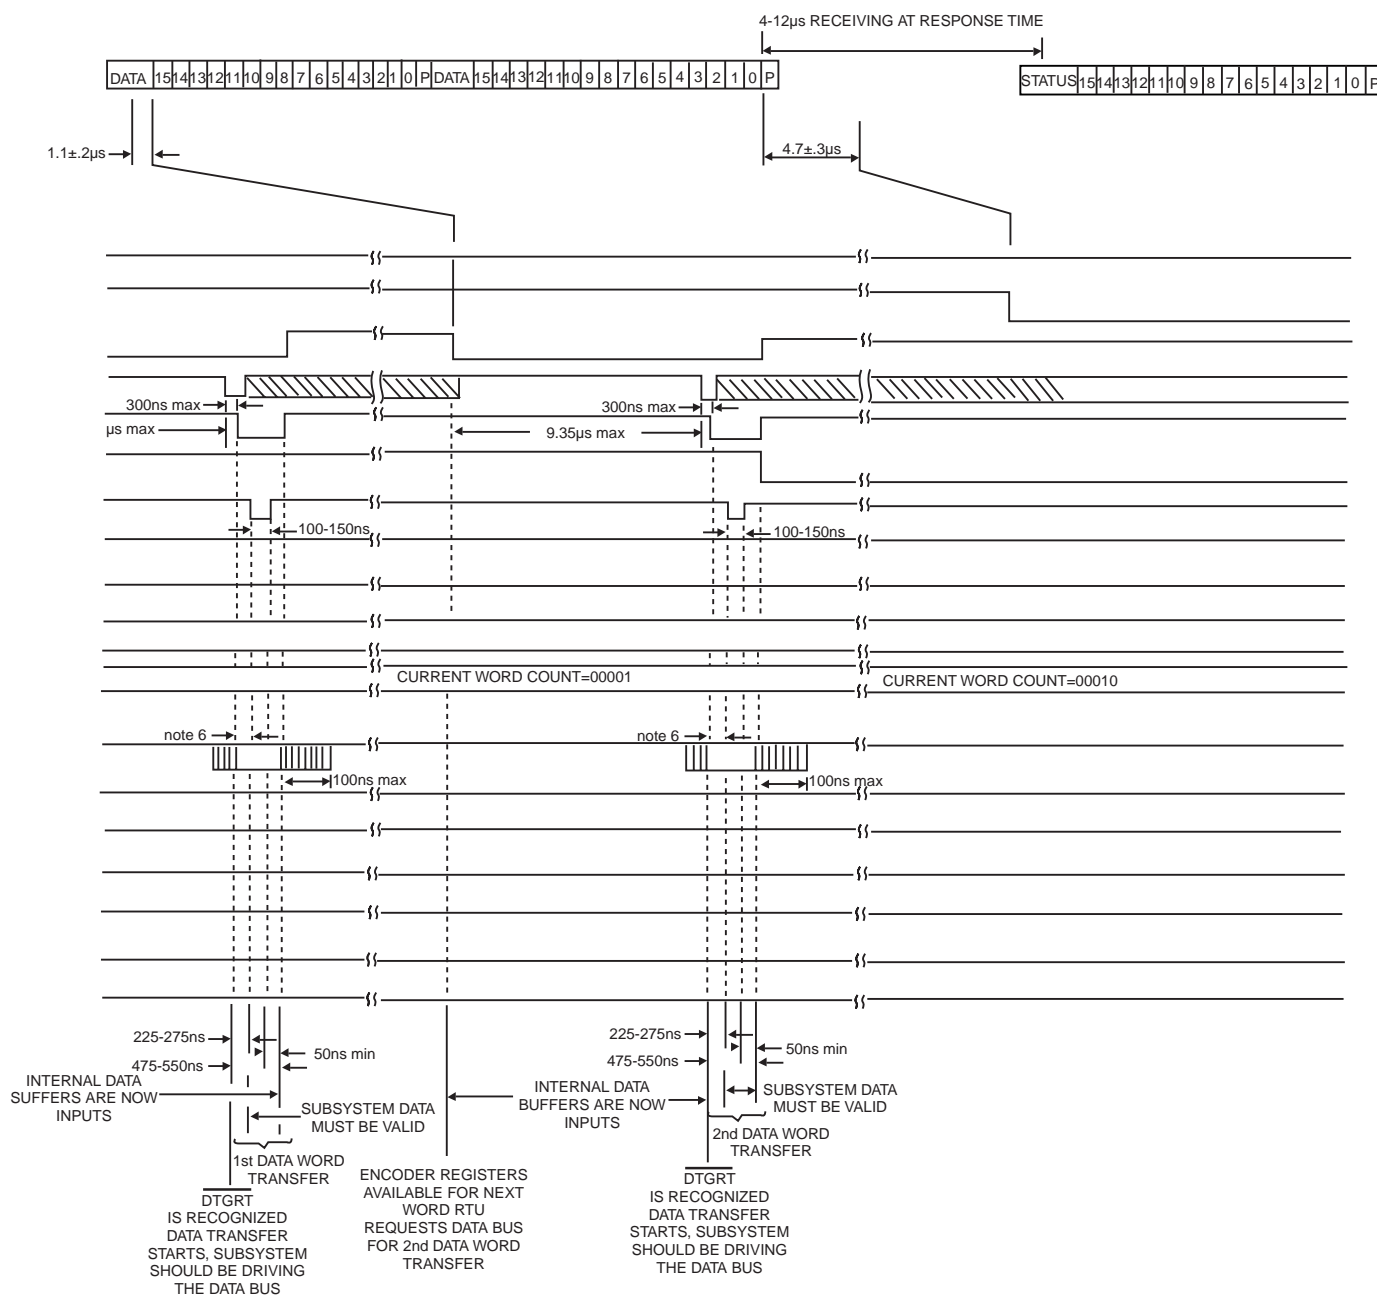 4-12µs RECEIVING AT RESPONSE TIME
DATA 15 14 13 12 11 10 9 8 7 6 5 4 3 2 1 0 P DATA 15 14 13 12 11 10 9 8 7 6 5 4 3 2 1 0 P
STATUS 15 14 13 12 11 10 9 8 7 6 5 4 3 2 1 0 P
1.1±.2µs
4.7±.3µs
300ns max
300ns max
µs max
9.35µs max
100-150ns
100-150ns
CURRENT WORD COUNT=00001
CURRENT WORD COUNT=00010
note 6
note 6
100ns max
100ns max
225-275ns
50ns min
475-550ns
225-275ns
50ns min
475-550ns
INTERNAL DATA
SUFFERS ARE NOW
INPUTS
SUBSYSTEM DATA
MUST BE VALID
INTERNAL DATA
BUFFERS ARE NOW
INPUTS
SUBSYSTEM DATA
MUST BE VALID
1st DATA WORD
TRANSFER
2nd DATA WORD
TRANSFER
DTGRT
IS RECOGNIZED
DATA TRANSFER
STARTS, SUBSYSTEM
SHOULD BE DRIVING
THE DATA BUS
ENCODER REGISTERS
AVAILABLE FOR NEXT
WORD RTU
REQUESTS DATA BUS
FOR 2nd DATA WORD
TRANSFER
DTGRT
IS RECOGNIZED
DATA TRANSFER
STARTS, SUBSYSTEM
SHOULD BE DRIVING
THE DATA BUS